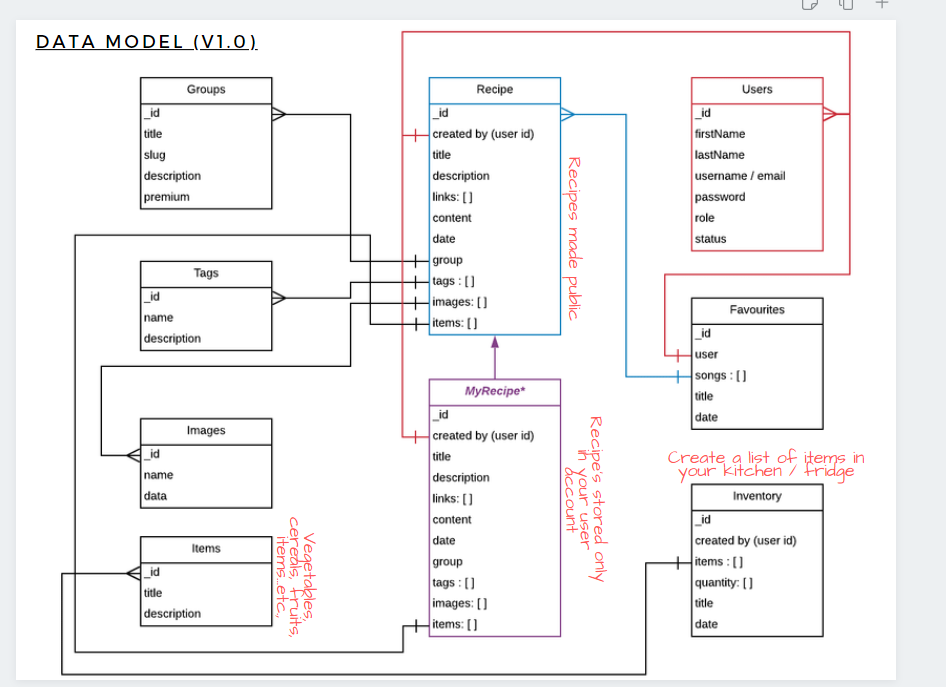 DATA MODEL (V1.0)
Groups
_id
title
slug
description
premium
Tags
_id
name
description
Images
_id
name
data
Items
_id
title
description
Vegetables,
cereals, fruits,
items..etc.,
Recipe
_id
created by (user id)
title
description
links: [ ]
content
date
group
tags : [ ]
images: [ ]
items: [ ]
Recipes made public
MyRecipe*
_id
created by (user id)
title
description
links: [ ]
content
date
group
tags : [ ]
images: [ ]
items: [ ]
Recipe's stored only
in your user
account
Users
_id
firstName
lastName
username / email
password
role
status
Favourites
_id
user
songs : [ ]
title
date
Create a list of items in
your kitchen / fridge
Inventory
_id
created by (user id)
items : [ ]
quantity: [ ]
title
date